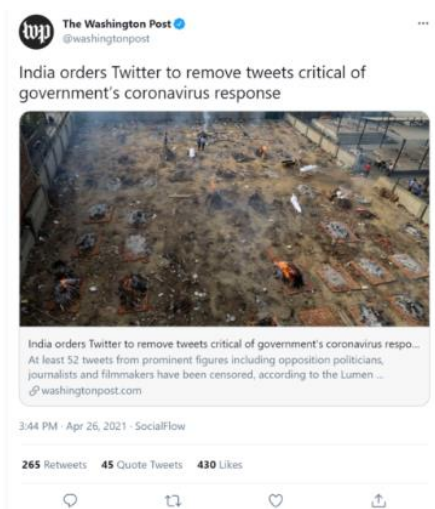 wp
The Washington Post
@washingtonpost
India orders Twitter to remove tweets critical of
government's coronavirus response
India orders Twitter to remove tweets critical of government's coronavirus respo...
At least 52 tweets from prominent figures including opposition politicians,
journalists and filmmakers have been censored, according to the Lumen ...
washingtonpost.com
3:44 PM · Apr 26, 2021 · SocialFlow
265 Retweets 45 Quote Tweets 430 Likes